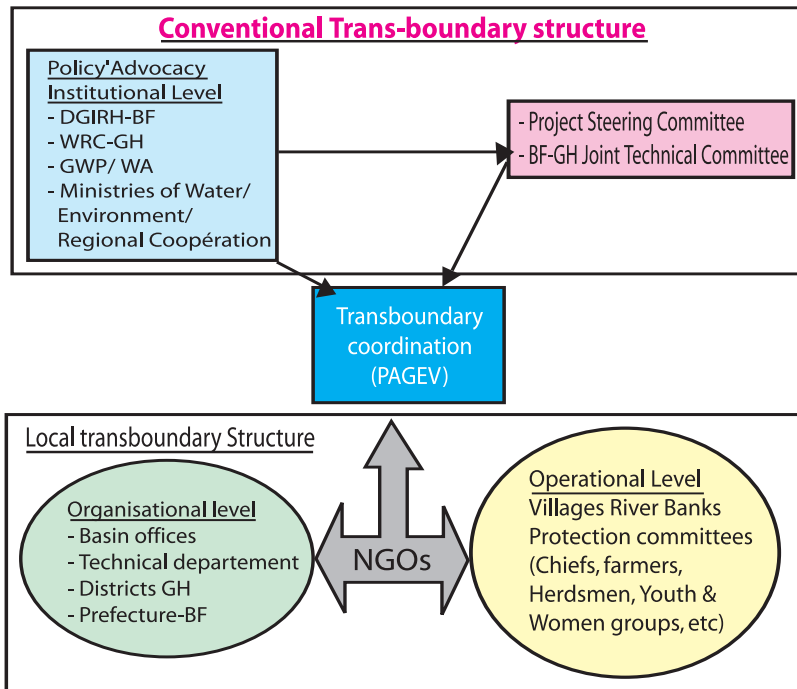 Conventional Trans-boundary structure
Policy'Advocacy
Institutional Level
- DGIRH-BF
- WRC-GH
- GWP/ WA
- Ministries of Water/
Environment/
Regional Coopération
- Project Steering Committee
- BF-GH Joint Technical Committee
Transboundary
coordination
(PAGEV)
Local transboundary Structure
Organisational level
- Basin offices
- Technical departement
- Districts GH
- Prefecture-BF
NGOs
Operational Level
Villages River Banks
Protection committees
(Chiefs, farmers,
Herdsmen, Youth &
Women groups, etc)